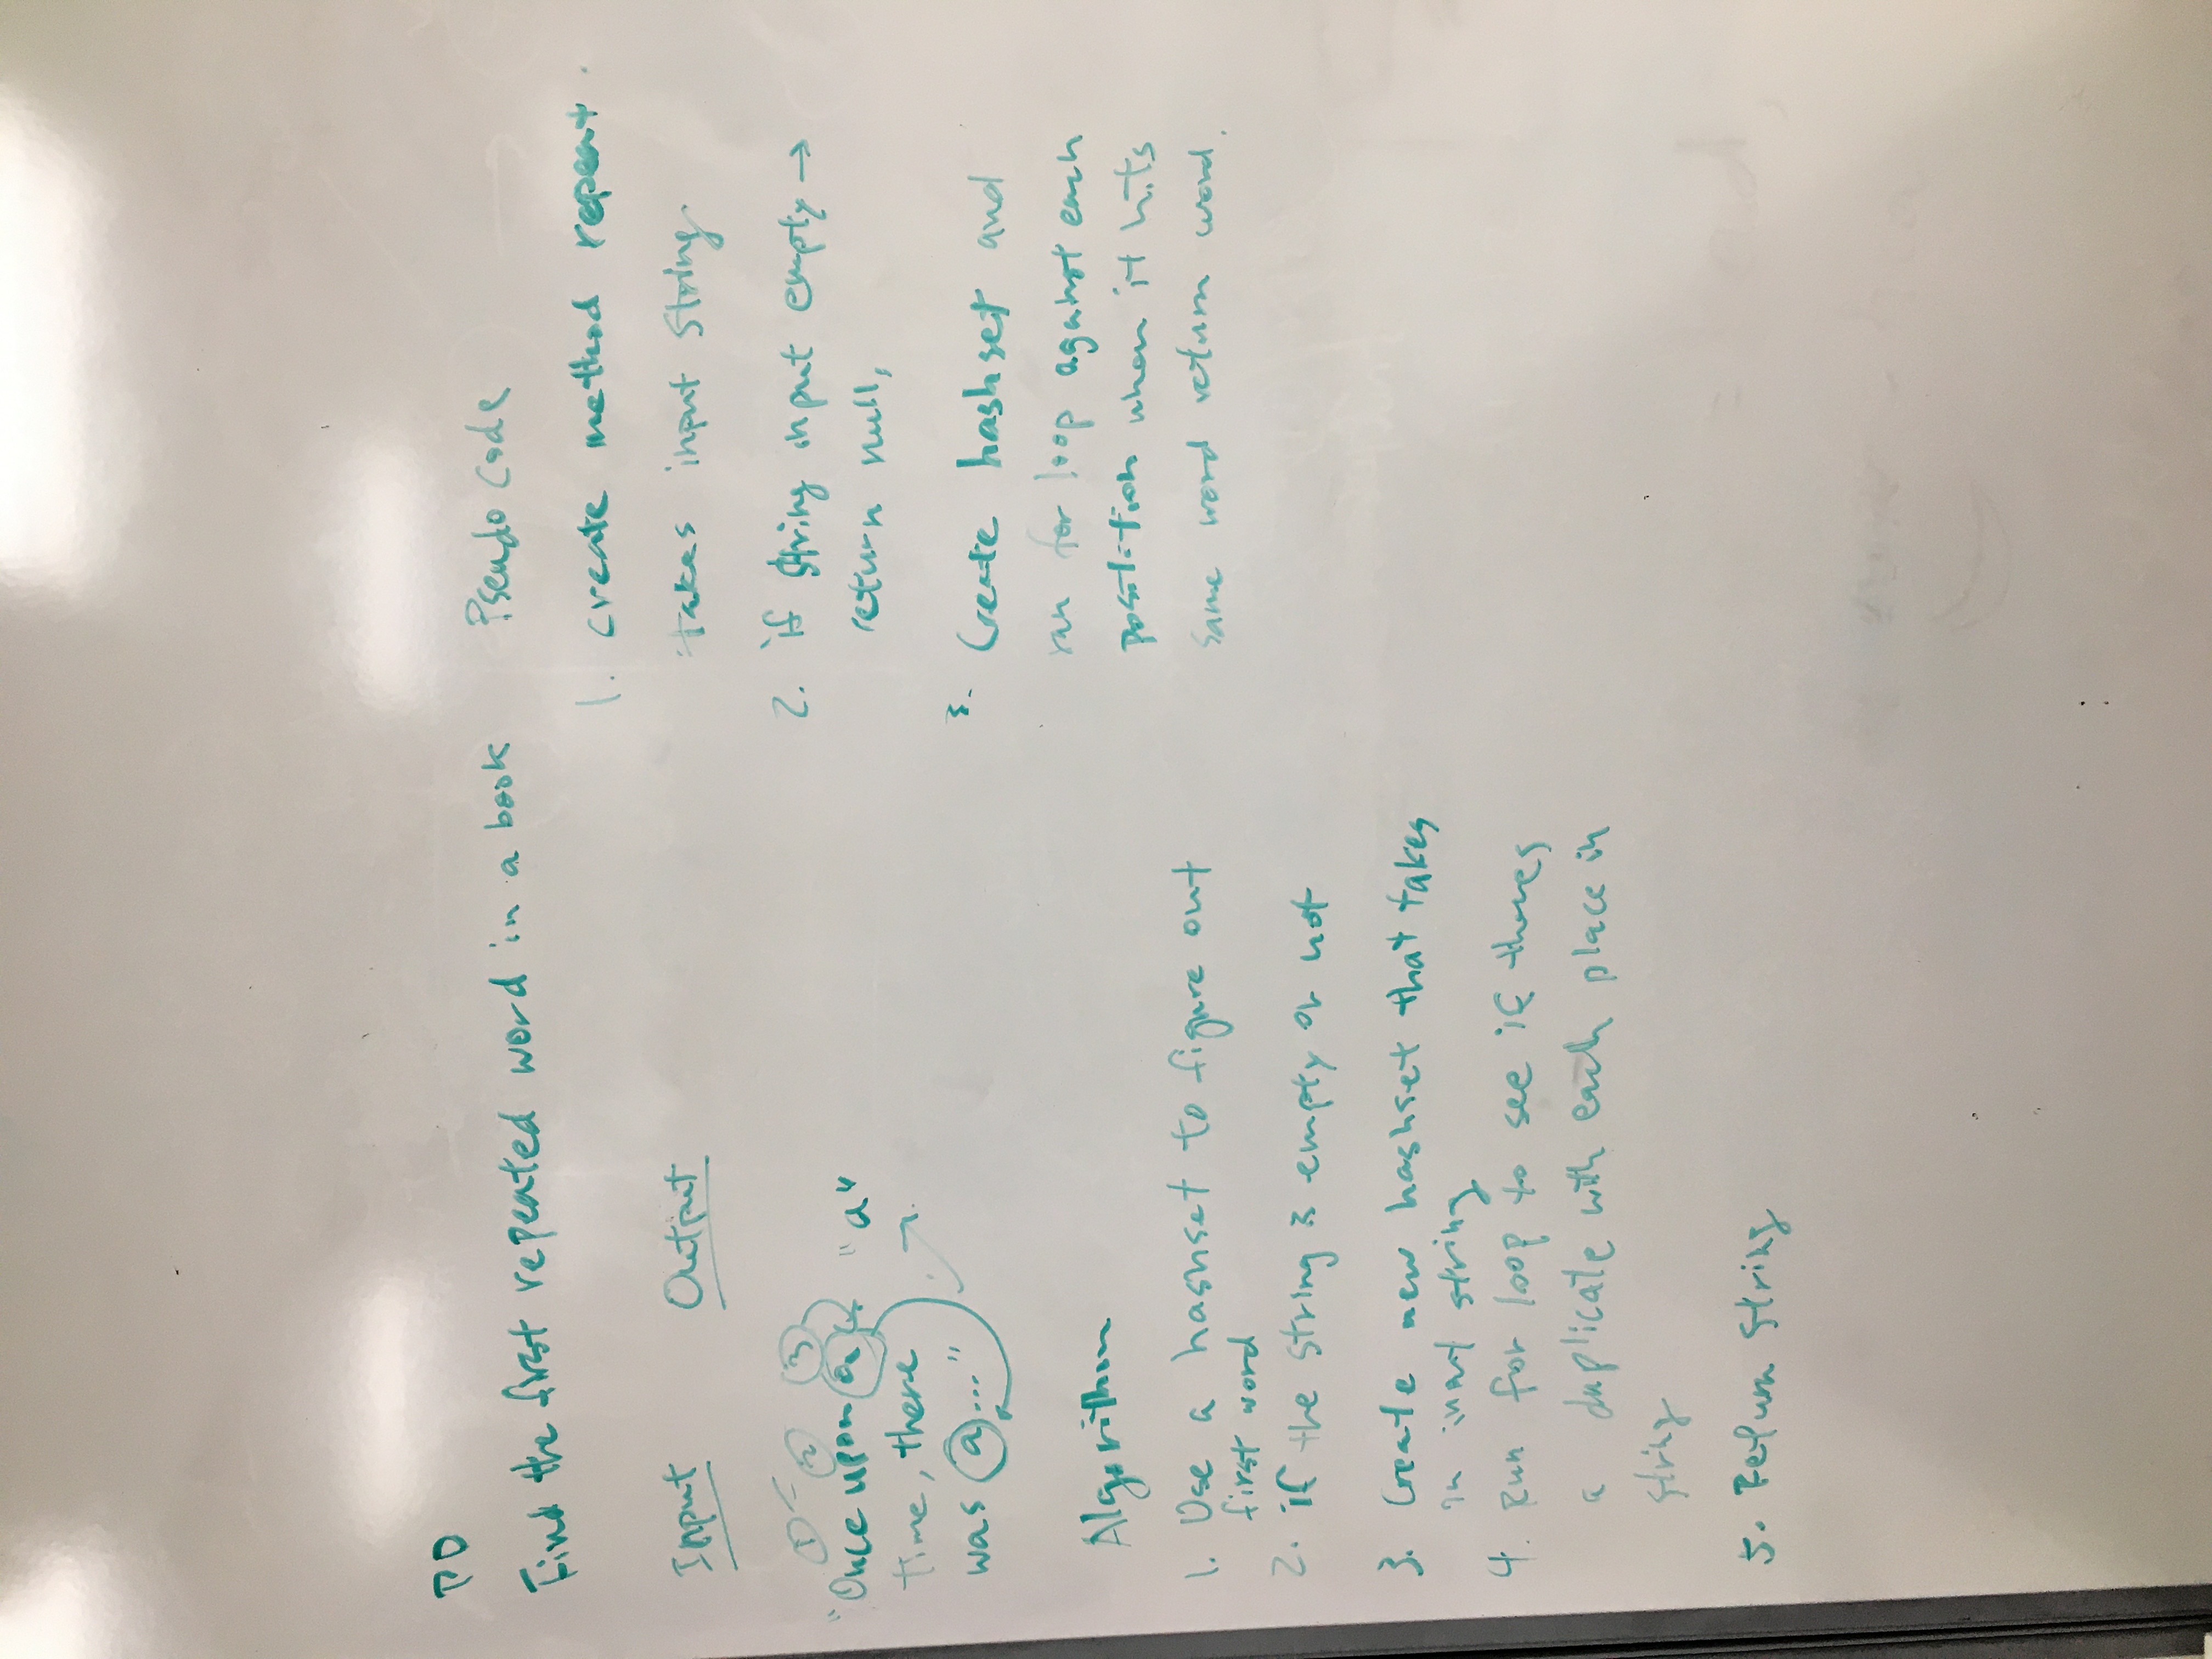 PD
Find the first repeated word in a book
Input Output
① ② ③
"Once upon a "a"
time, there
was a ..."
Algorithm
1. Use a hashset to figure out
first word
2. if the string is empty or not
3. Create new hashset that takes
in input string
4. Run for loop to see if theres
a duplicate with each place in
string
5. Return String
Pseudo Code
1. create method repeat.
takes input string.
2. if string input empty →
return null,
3. Create hashset and
run for loop against each
position when it hits
same word return word.